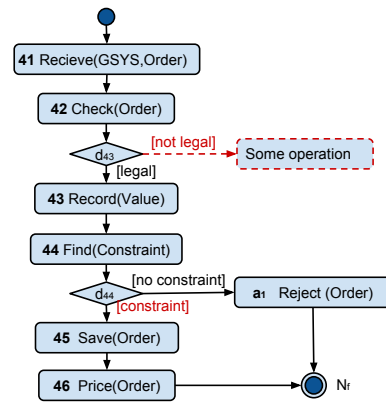 41 Recieve(GSYS,Order)
42 Check(Order)
[not legal]
d43
Some operation
[legal]
43 Record(Value)
44 Find(Constraint)
[no constraint]
d44
a1 Reject (Order)
[constraint]
45 Save(Order)
46 Price(Order)
Nf